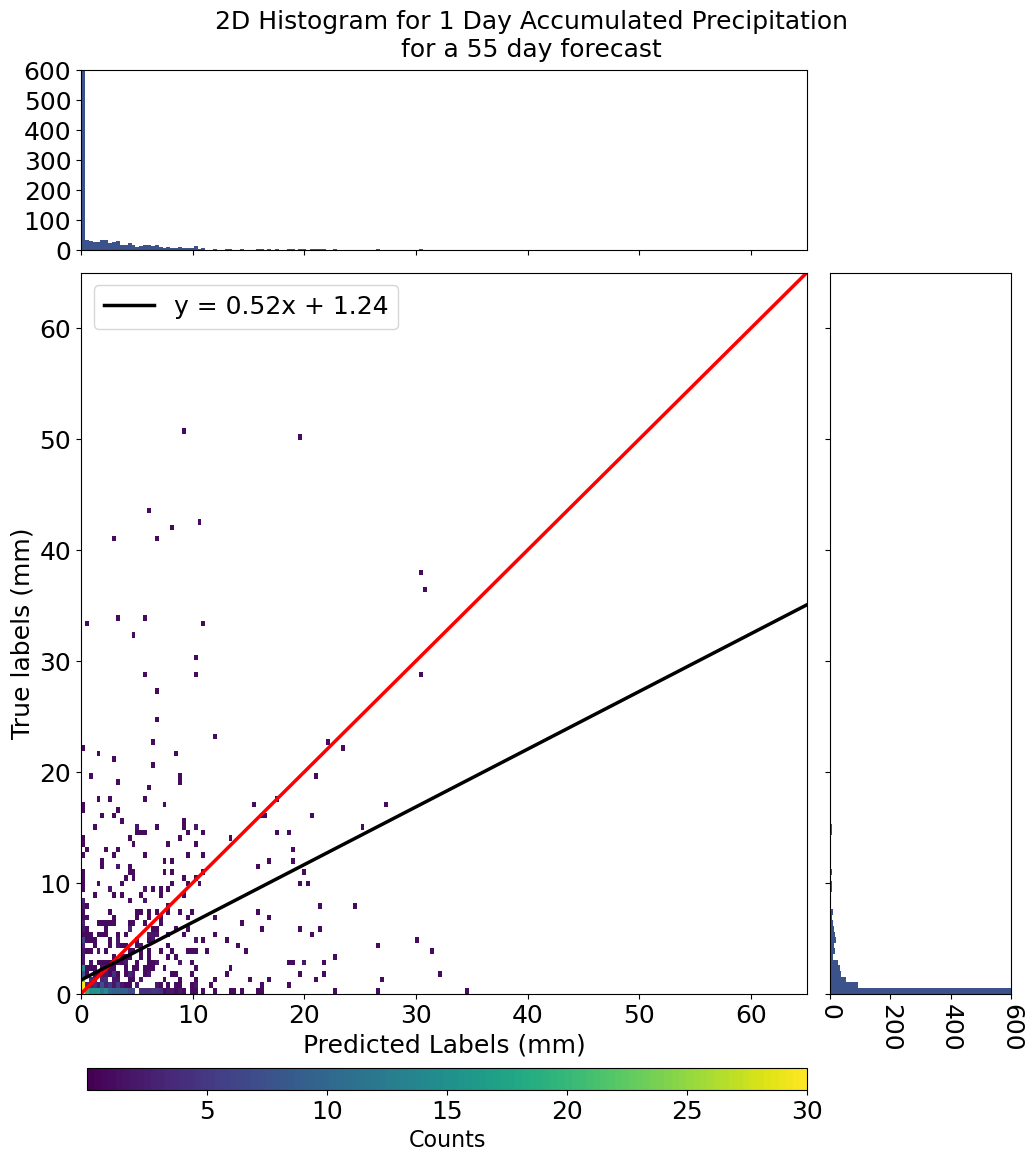 2D Histogram for 1 Day Accumulated Precipitation
for a 55 day forecast
600
500
400
300
200
100
0
y = 0.52x + 1.24
60
50
40
30
20
10
0
True labels (mm)
0 10 20 30 40 50 60
Predicted Labels (mm)
0 200 400 600
5 10 15 20 25 30
Counts